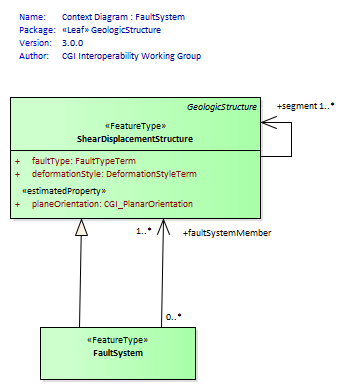 Name: Context Diagram : FaultSystem
Package: «Leaf» GeologicStructure
Version: 3.0.0
Author: CGI Interoperability Working Group
GeologicStructure
+segment 1..*
«FeatureType»
ShearDisplacementStructure
+ faultType: FaultTypeTerm
+ deformationStyle: DeformationStyleTerm
«estimatedProperty»
+ planeOrientation: CGI_PlanarOrientation
1..*
+faultSystemMember
0..*
«FeatureType»
FaultSystem